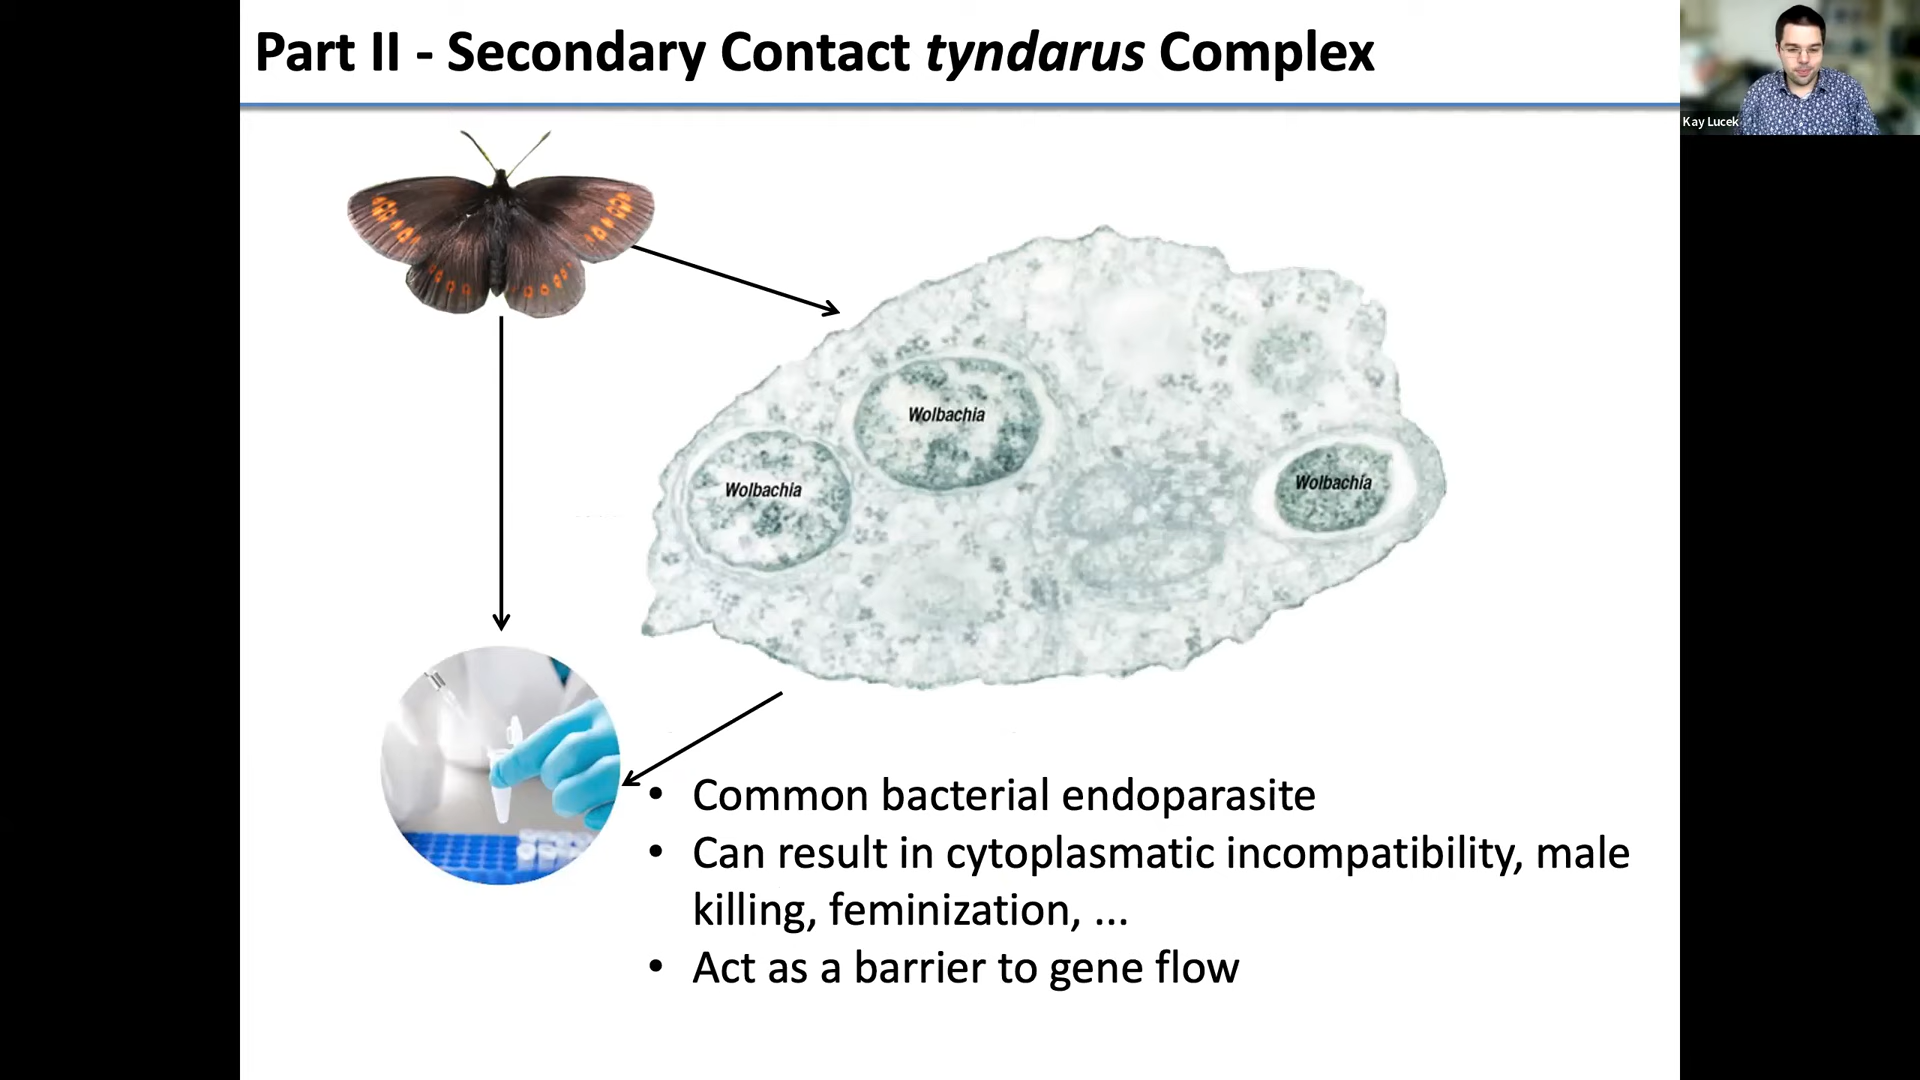 Part II - Secondary Contact tyndarus Complex
Kay Lucek
Wolbachia
Wolbachia
Wolbachia
• Common bacterial endoparasite
• Can result in cytoplasmatic incompatibility, male
killing, feminization, ...
• Act as a barrier to gene flow